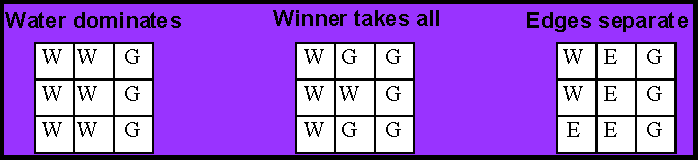 Water dominates Winner takes all Edges separate
W W G W G G W E G
W W G W W G W E G
W W G W G G E E G